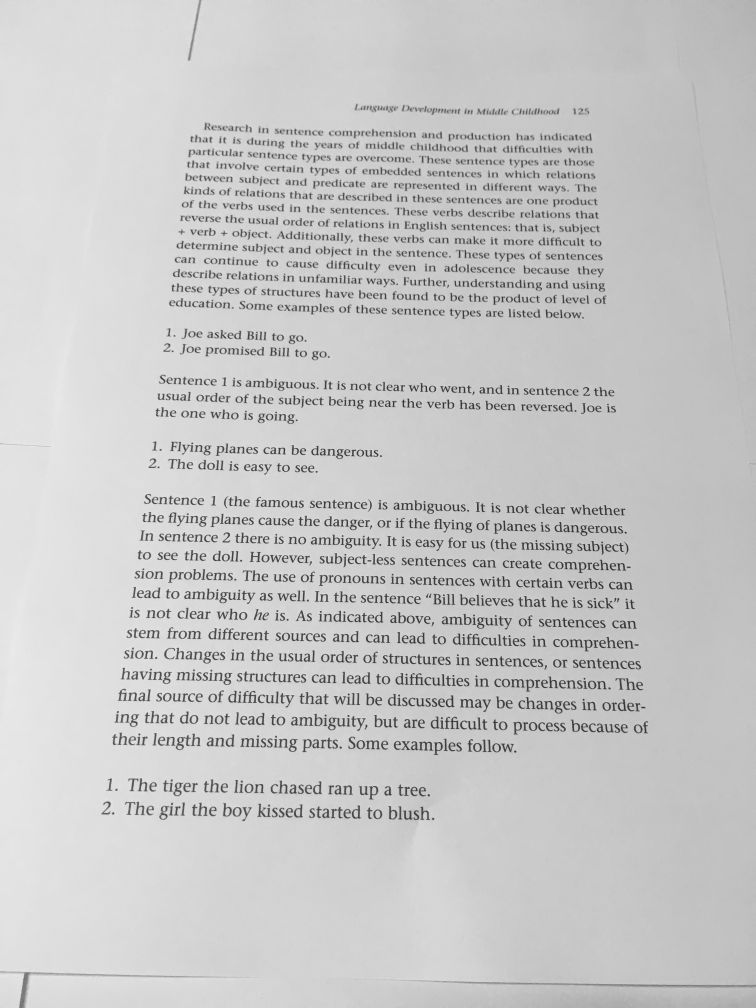 Language Development in Middle Childhood 125
Research in sentence comprehension and production has indicated
that it is during the years of middle childhood that difficulties with
particular sentence types are overcome. These sentence types are those
that involve certain types of embedded sentences in which relations
between subject and predicate are represented in different ways. The
kinds of relations that are described in these sentences are one product
of the verbs used in the sentences. These verbs describe relations that
reverse the usual order of relations in English sentences: that is, subject
+ verb + object. Additionally, these verbs can make it more difficult to
determine subject and object in the sentence. These types of sentences
can continue to cause difficulty even in adolescence because they
describe relations in unfamiliar ways. Further, understanding and using
these types of structures have been found to be the product of level of
education. Some examples of these sentence types are listed below.
1. Joe asked Bill to go.
2. Joe promised Bill to go.
Sentence 1 is ambiguous. It is not clear who went, and in sentence 2 the
usual order of the subject being near the verb has been reversed. Joe is
the one who is going.
1. Flying planes can be dangerous.
2. The doll is easy to see.
Sentence 1 (the famous sentence) is ambiguous. It is not clear whether
the flying planes cause the danger, or if the flying of planes is dangerous.
In sentence 2 there is no ambiguity. It is easy for us (the missing subject)
to see the doll. However, subject-less sentences can create comprehen-
sion problems. The use of pronouns in sentences with certain verbs can
lead to ambiguity as well. In the sentence “Bill believes that he is sick” it
is not clear who he is. As indicated above, ambiguity of sentences can
stem from different sources and can lead to difficulties in comprehen-
sion. Changes in the usual order of structures in sentences, or sentences
having missing structures can lead to difficulties in comprehension. The
final source of difficulty that will be discussed may be changes in order-
ing that do not lead to ambiguity, but are difficult to process because of
their length and missing parts. Some examples follow.
1. The tiger the lion chased ran up a tree.
2. The girl the boy kissed started to blush.